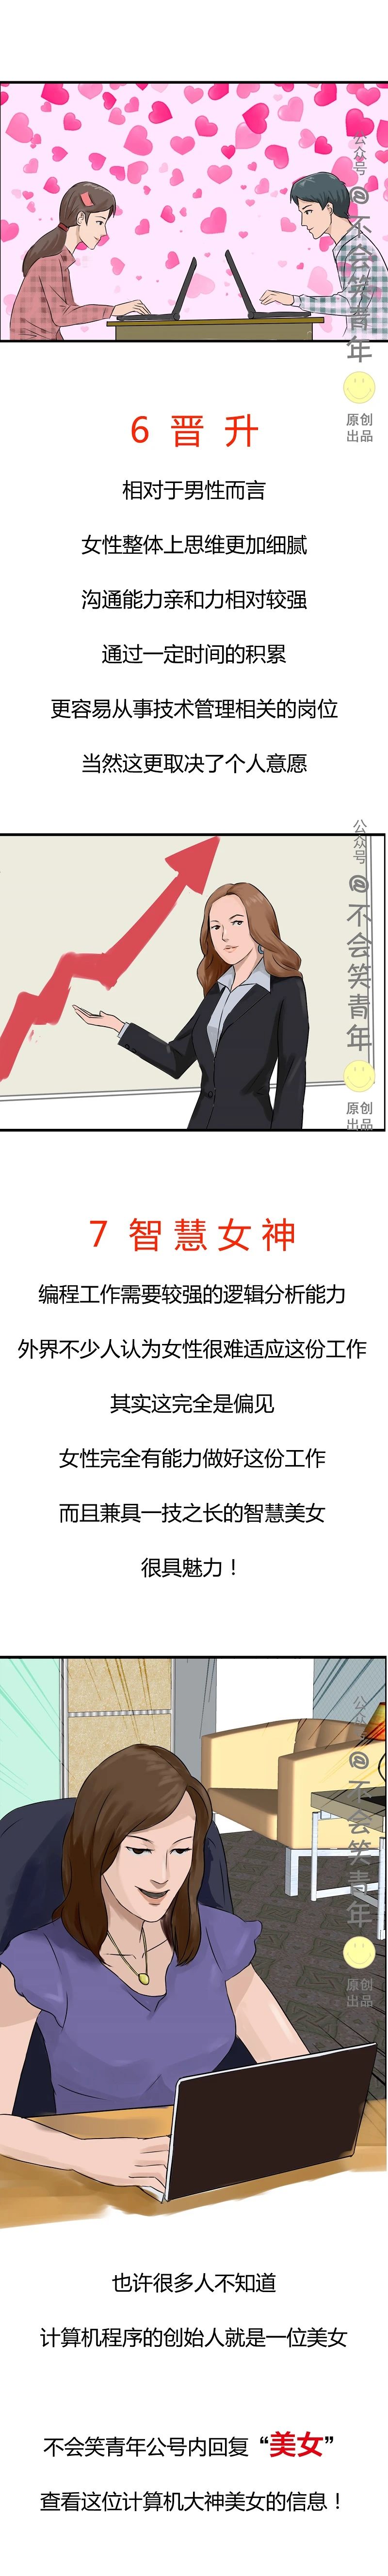 公众号
@不会笑青年
原创
出品
6 晋 升
相对于男性而言
女性整体上思维更加细腻
沟通能力亲和力相对较强
通过一定时间的积累
更容易从事技术管理相关的岗位
当然这更取决了个人意愿
公众号
@不会笑青年
原创
出品
7 智 慧 女 神
编程工作需要较强的逻辑分析能力
外界不少人认为女性很难适应这份工作
其实这完全是偏见
女性完全有能力做好这份工作
而且兼具一技之长的智慧美女
很具魅力！
公众号
@不会笑青年
原创
出品
也许很多人不知道
计算机程序的创始人就是一位美女
不会笑青年公号内回复“美女”
查看这位计算机大神美女的信息！